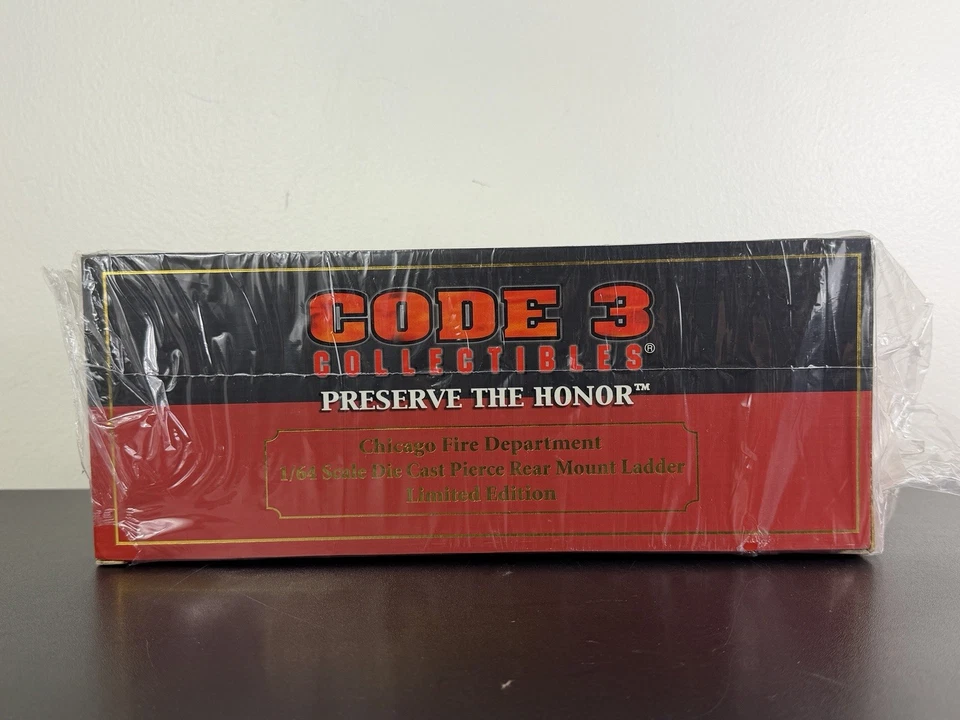 CODE 3
COLLECTIBLES®
PRESERVE THE HONOR™
Chicago Fire Department
1/64 Scale Die Cast Pierce Rear Mount Ladder
Limited Edition